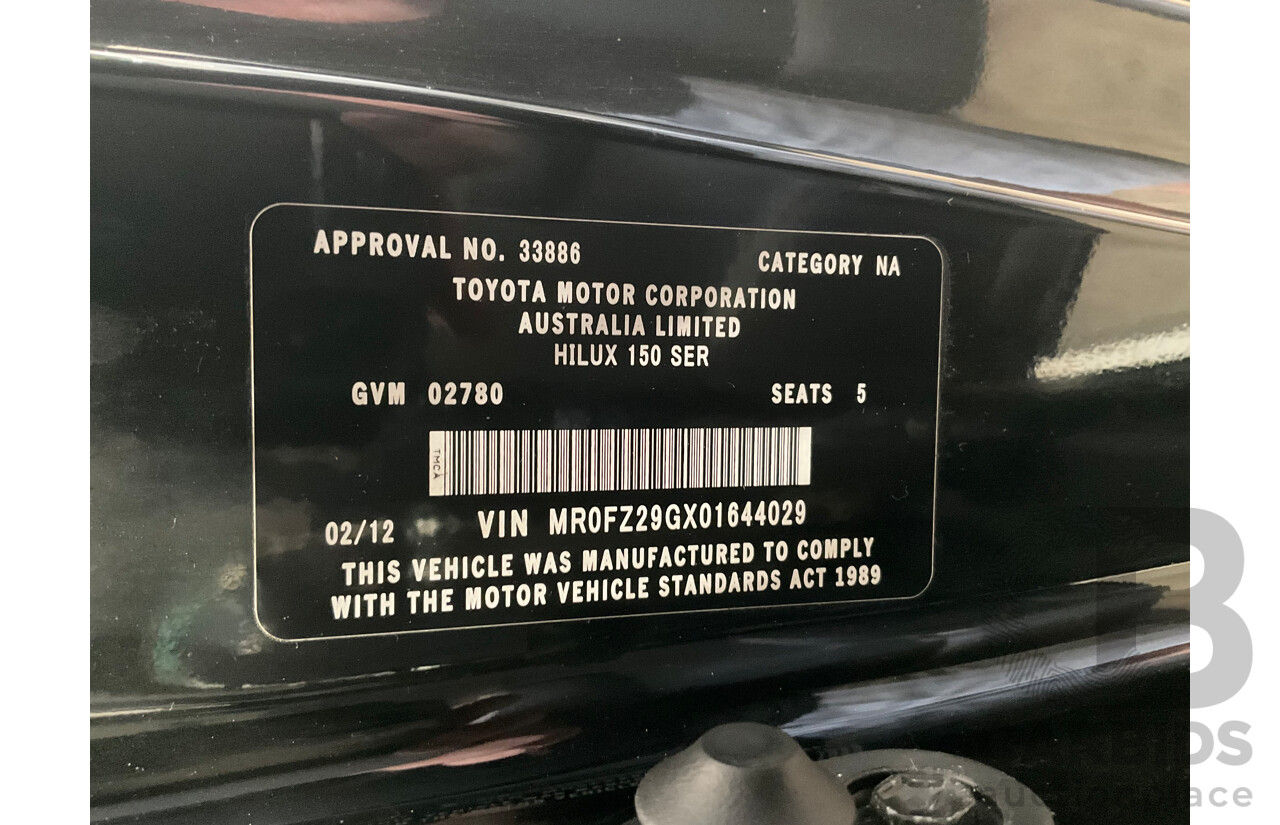 APPROVAL NO. 33886 CATEGORY NA
TOYOTA MOTOR CORPORATION
AUSTRALIA LIMITED
HILUX 150 SER
GVM 02780 SEATS 5
TMCA
02/12 VIN MR0FZ29GX01644029
THIS VEHICLE WAS MANUFACTURED TO COMPLY
WITH THE MOTOR VEHICLE STANDARDS ACT 1989